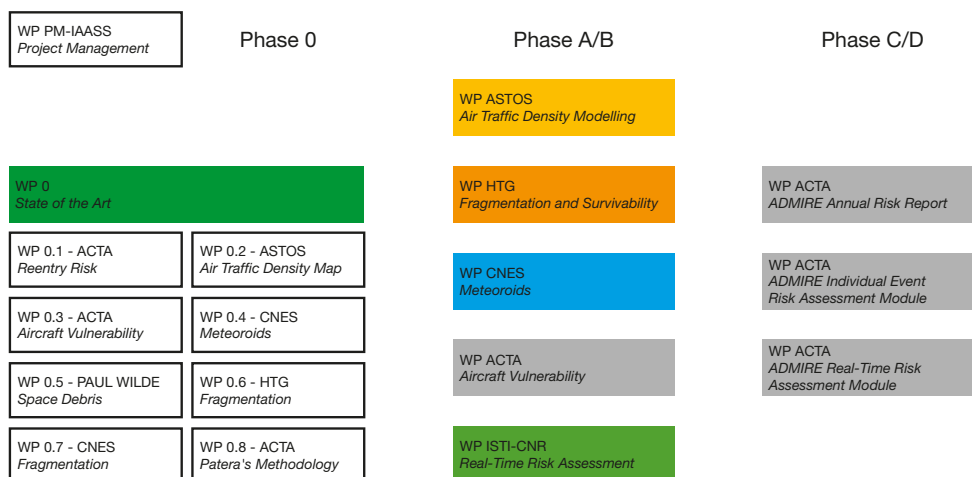 WP PM-IAASS
Project Management
Phase 0
Phase A/B
Phase C/D
WP 0
State of the Art
WP 0.1 - ACTA
Reentry Risk
WP 0.2 - ASTOS
Air Traffic Density Map
WP 0.3 - ACTA
Aircraft Vulnerability
WP 0.4 - CNES
Meteoroids
WP 0.5 - PAUL WILDE
Space Debris
WP 0.6 - HTG
Fragmentation
WP 0.7 - CNES
Fragmentation
WP 0.8 - ACTA
Patera's Methodology
WP ASTOS
Air Traffic Density Modelling
WP HTG
Fragmentation and Survivability
WP CNES
Meteoroids
WP ACTA
Aircraft Vulnerability
WP ISTI-CNR
Real-Time Risk Assessment
WP ACTA
ADMIRE Annual Risk Report
WP ACTA
ADMIRE Individual Event
Risk Assessment Module
WP ACTA
ADMIRE Real-Time Risk
Assessment Module